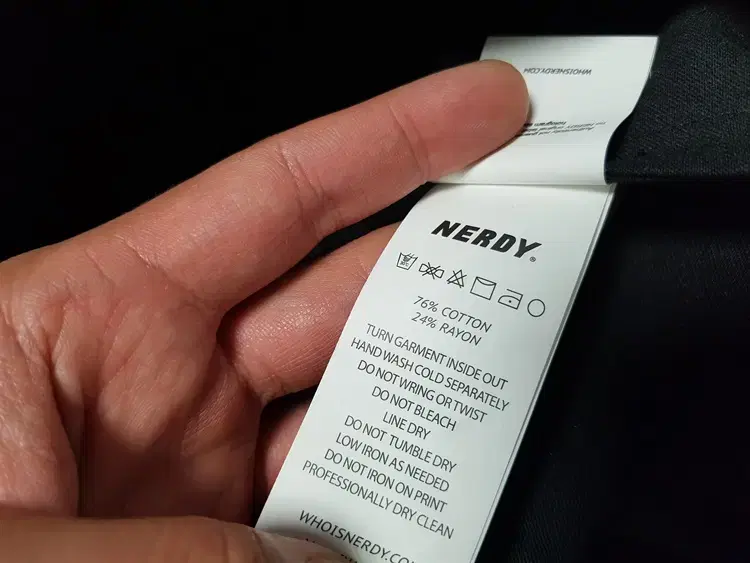 WHOISNERDY.COM
NERDY®
76% COTTON
24% RAYON
TURN GARMENT INSIDE OUT
HAND WASH COLD SEPARATELY
DO NOT WRING OR TWIST
DO NOT BLEACH
LINE DRY
DO NOT TUMBLE DRY
LOW IRON AS NEEDED
DO NOT IRON ON PRINT
PROFESSIONALLY DRY CLEAN
WHOISNERDY.CO